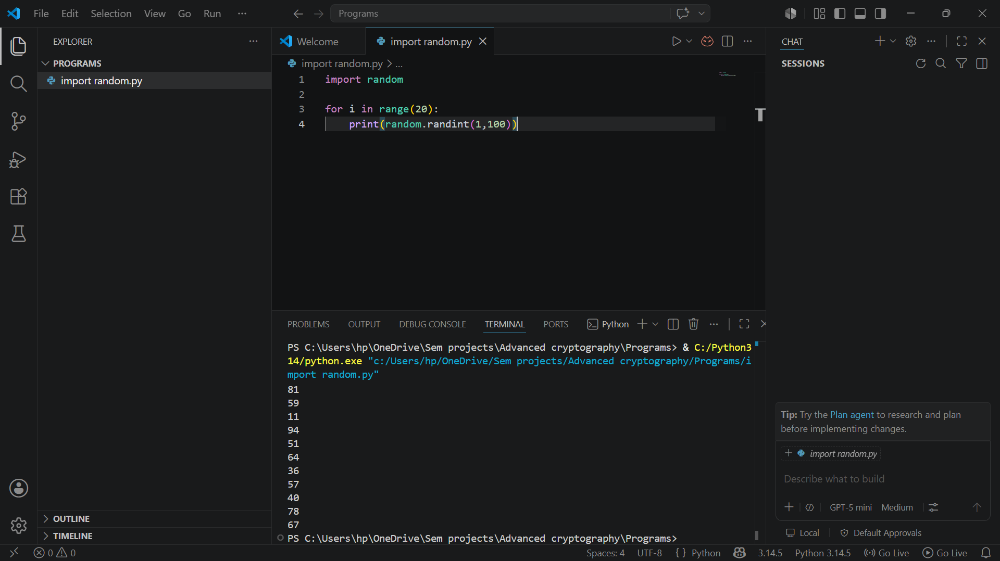 File Edit Selection View Go Run ···
Programs
EXPLORER
PROGRAMS
import random.py
OUTLINE
TIMELINE
Welcome
import random.py
import random.py > ...
1 import random
2
3 for i in range(20):
4 print(random.randint(1,100))
PROBLEMS OUTPUT DEBUG CONSOLE TERMINAL PORTS Python
PS C:\Users\hp\OneDrive\Sem projects\Advanced cryptography\Programs> & C:/Python3
14/python.exe "c:/Users/hp/OneDrive/Sem projects/Advanced cryptography/Programs/i
mport random.py"
81
59
11
94
51
64
36
57
40
78
67
PS C:\Users\hp\OneDrive\Sem projects\Advanced cryptography\Programs>
CHAT
SESSIONS
Tip: Try the Plan agent to research and plan
before implementing changes.
import random.py
Describe what to build
GPT-5 mini Medium
Local Default Approvals
0 0 Spaces: 4 UTF-8 { } Python 3.14.5 Python 3.14.5 Go Live Go Live